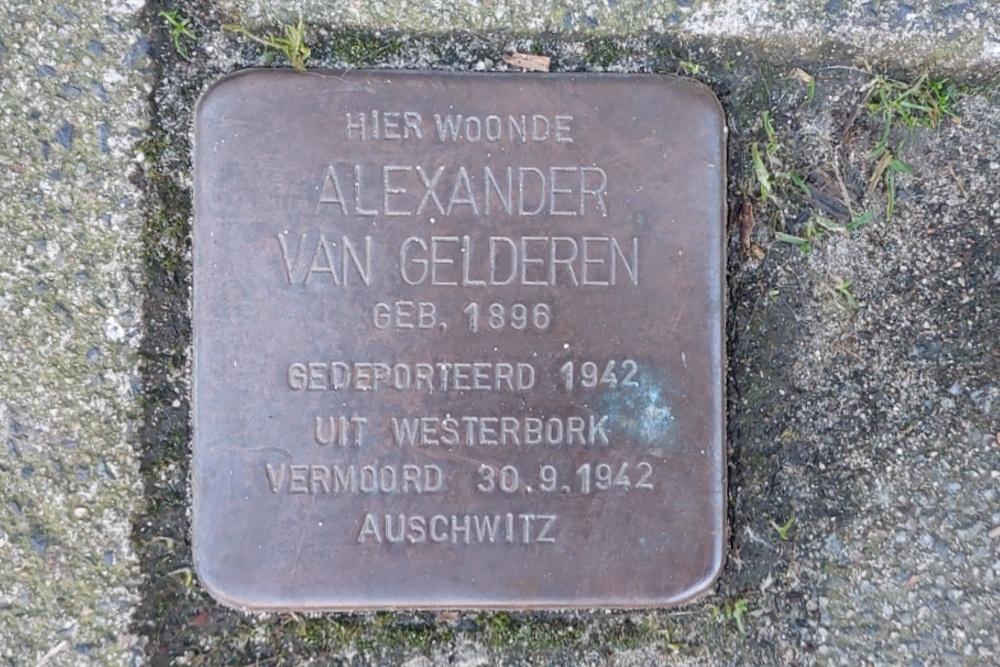 HIER WOONDE
ALEXANDER
VAN GELDEREN
GEB. 1896
GEDEPORTEERD 1942
UIT WESTERBORK
VERMOORD 30.9.1942
AUSCHWITZ